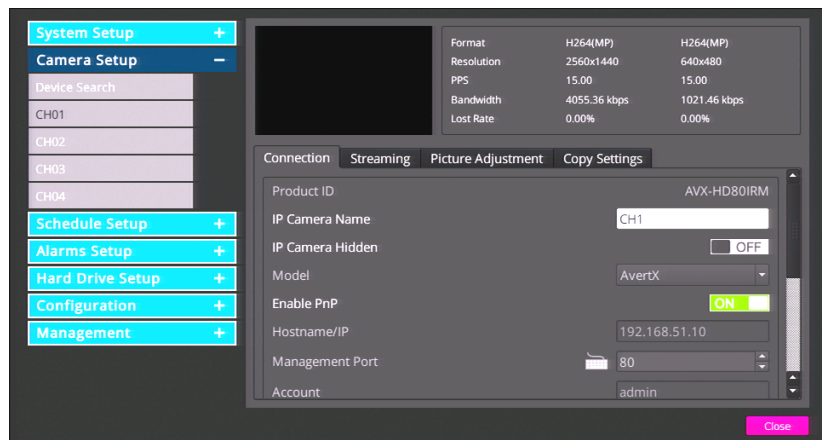 System Setup +
Camera Setup −
Device Search
CH01
CH02
CH03
CH04
Schedule Setup +
Alarms Setup +
Hard Drive Setup +
Configuration +
Management +
Format H264(MP) H264(MP)
Resolution 2560x1440 640x480
PPS 15.00 15.00
Bandwidth 4055.36 kbps 1021.46 kbps
Lost Rate 0.00% 0.00%
Connection Streaming Picture Adjustment Copy Settings
Product ID AVX-HD80IRM
IP Camera Name CH1
IP Camera Hidden OFF
Model AvertX
Enable PnP ON
Hostname/IP 192.168.51.10
Management Port 80
Account admin
Close